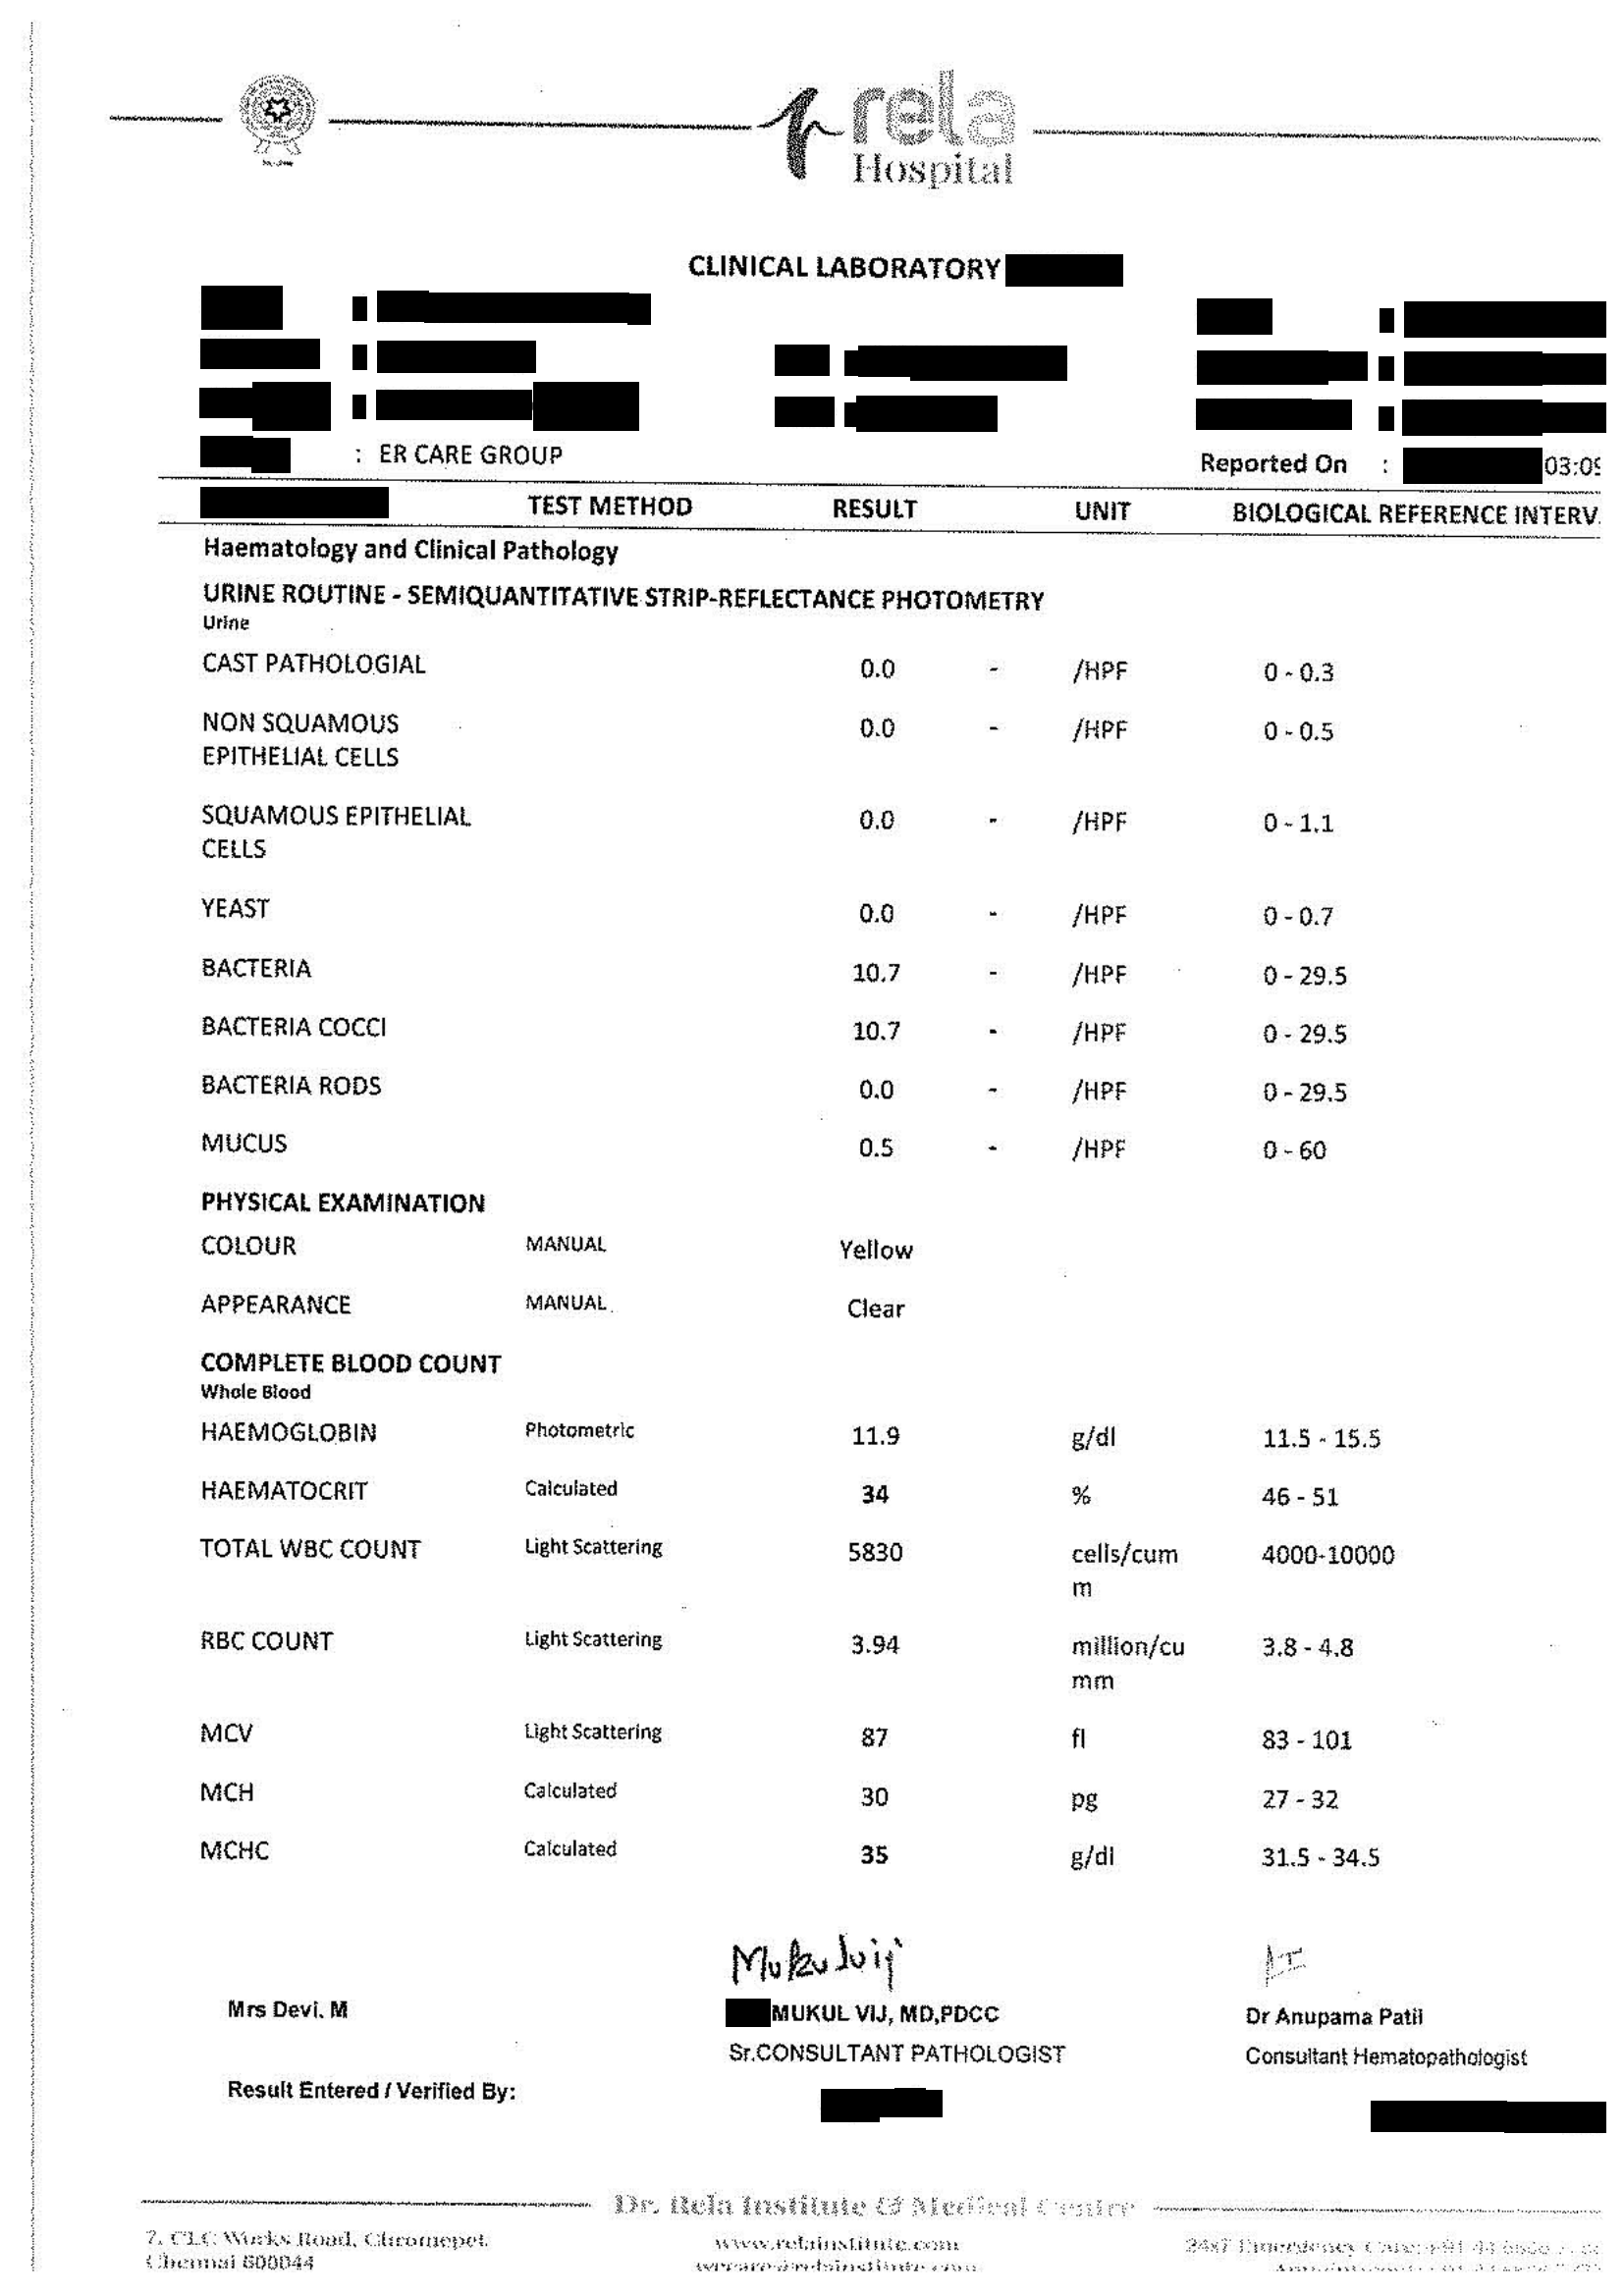 rela
Hospital
CLINICAL LABORATORY
: ER CARE GROUP
Reported On : 03:09
TEST METHOD RESULT UNIT BIOLOGICAL REFERENCE INTERV
Haematology and Clinical Pathology
URINE ROUTINE - SEMIQUANTITATIVE STRIP-REFLECTANCE PHOTOMETRY
Urine
CAST PATHOLOGIAL 0.0 - /HPF 0 - 0.3
NON SQUAMOUS 0.0 - /HPF 0 - 0.5
EPITHELIAL CELLS
SQUAMOUS EPITHELIAL 0.0 - /HPF 0 - 1.1
CELLS
YEAST 0.0 - /HPF 0 - 0.7
BACTERIA 10.7 - /HPF 0 - 29.5
BACTERIA COCCI 10.7 - /HPF 0 - 29.5
BACTERIA RODS 0.0 - /HPF 0 - 29.5
MUCUS 0.5 - /HPF 0 - 60
PHYSICAL EXAMINATION
COLOUR MANUAL Yellow
APPEARANCE MANUAL Clear
COMPLETE BLOOD COUNT
Whole Blood
HAEMOGLOBIN Photometric 11.9 g/dl 11.5 - 15.5
HAEMATOCRIT Calculated 34 % 46 - 51
TOTAL WBC COUNT Light Scattering 5830 cells/cum 4000-10000
m
RBC COUNT Light Scattering 3.94 million/cu 3.8 - 4.8
mm
MCV Light Scattering 87 fl 83 - 101
MCH Calculated 30 pg 27 - 32
MCHC Calculated 35 g/dl 31.5 - 34.5
Mukul Vij
Mrs Devi. M MUKUL VIJ, MD,PDCC Dr Anupama Patil
Sr.CONSULTANT PATHOLOGIST Consultant Hematopathologist
Result Entered / Verified By:
Dr. Rela Institute & Medical Centre
7, CLC Works Road, Chromepet, www.relainstitute.com 24x7 Emergency Care: +91 44
Chennai 600044